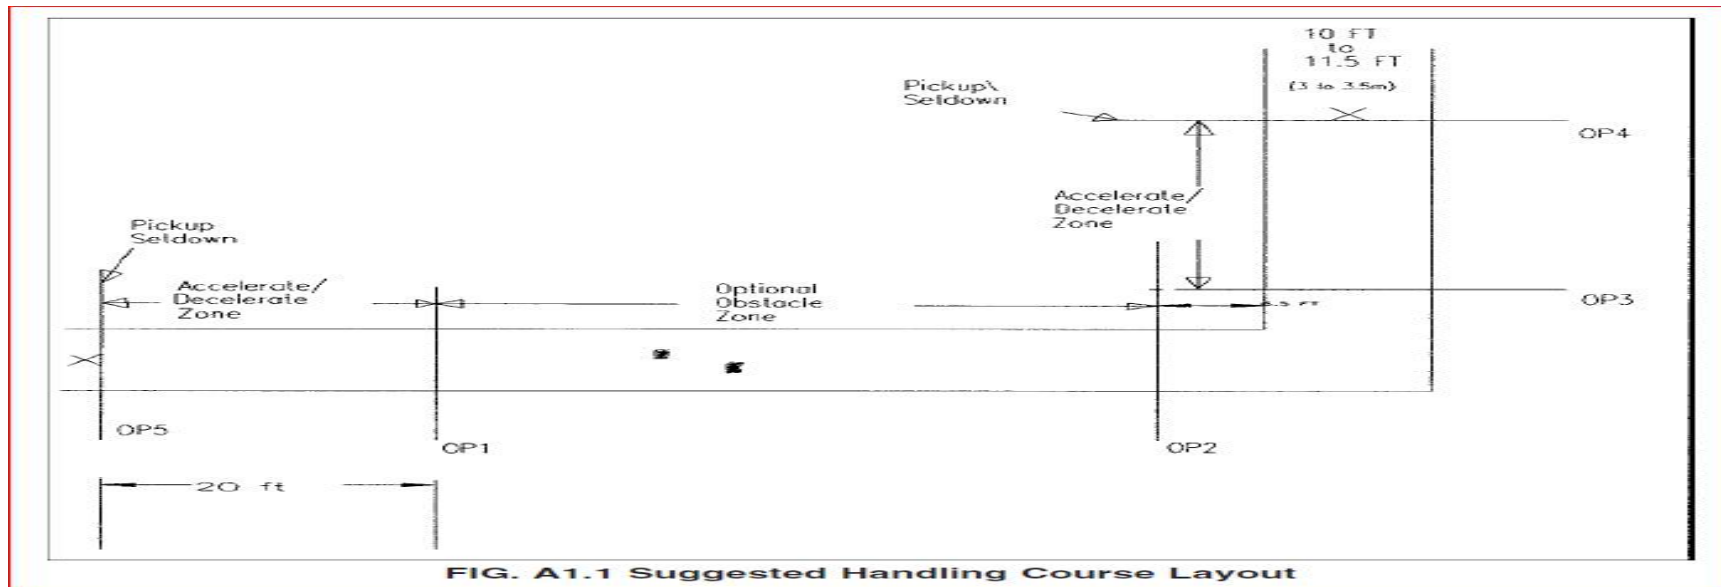 10 FT
to
11.5 FT
(3 to 3.5m)
Pickup\
Setdown
OP4
Accelerate/
Decelerate
Zone
Pickup
Setdown
Accelerate/
Decelerate
Zone
Optional
Obstacle
Zone
FT
OP3
OP5
OP1
OP2
20 ft
FIG. A1.1 Suggested Handling Course Layout